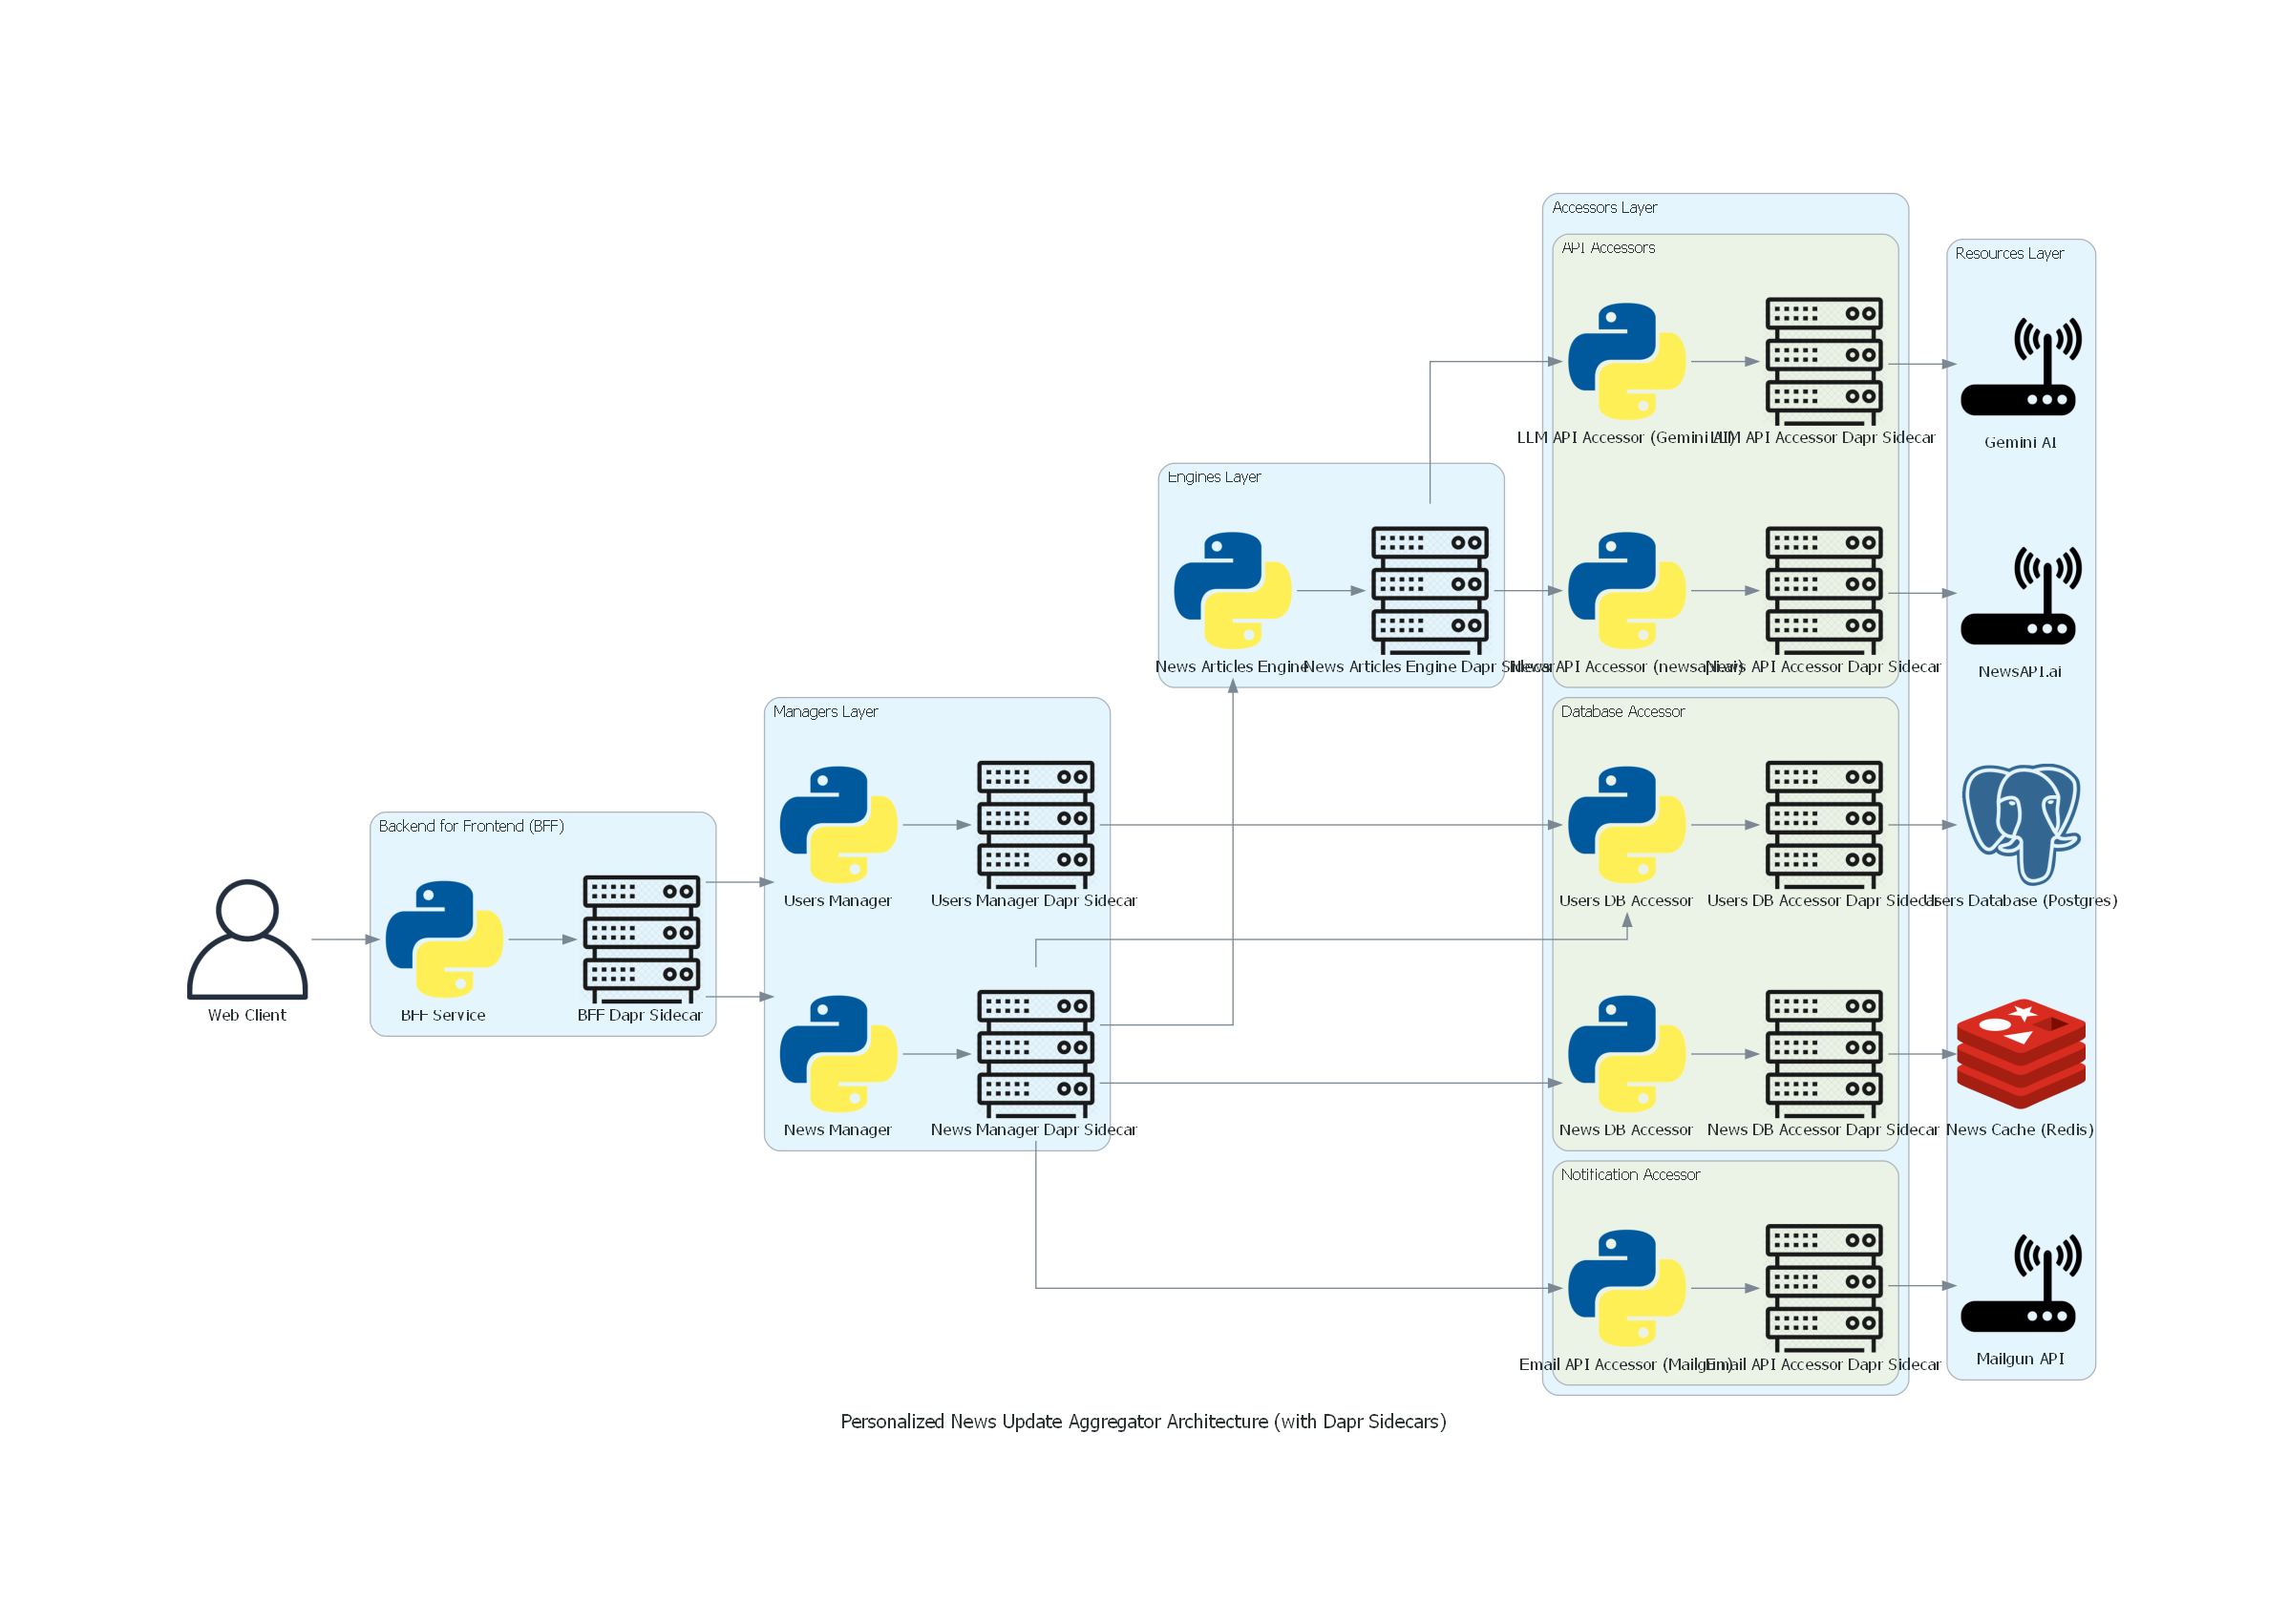 Accessors Layer
API Accessors
Resources Layer
LLM API Accessor (Gemini AI)
LLM API Accessor Dapr Sidecar
Gemini AI
Engines Layer
News Articles Engine
News Articles Engine Dapr Sidecar
News API Accessor (newsapi.ai)
News API Accessor Dapr Sidecar
NewsAPI.ai
Managers Layer
Database Accessor
Backend for Frontend (BFF)
Users Manager
Users Manager Dapr Sidecar
Users DB Accessor
Users DB Accessor Dapr Sidecar
Users Database (Postgres)
Web Client
BFF Service
BFF Dapr Sidecar
News Manager
News Manager Dapr Sidecar
News DB Accessor
News DB Accessor Dapr Sidecar
News Cache (Redis)
Notification Accessor
Email API Accessor (Mailgun)
Email API Accessor Dapr Sidecar
Mailgun API
Personalized News Update Aggregator Architecture (with Dapr Sidecars)